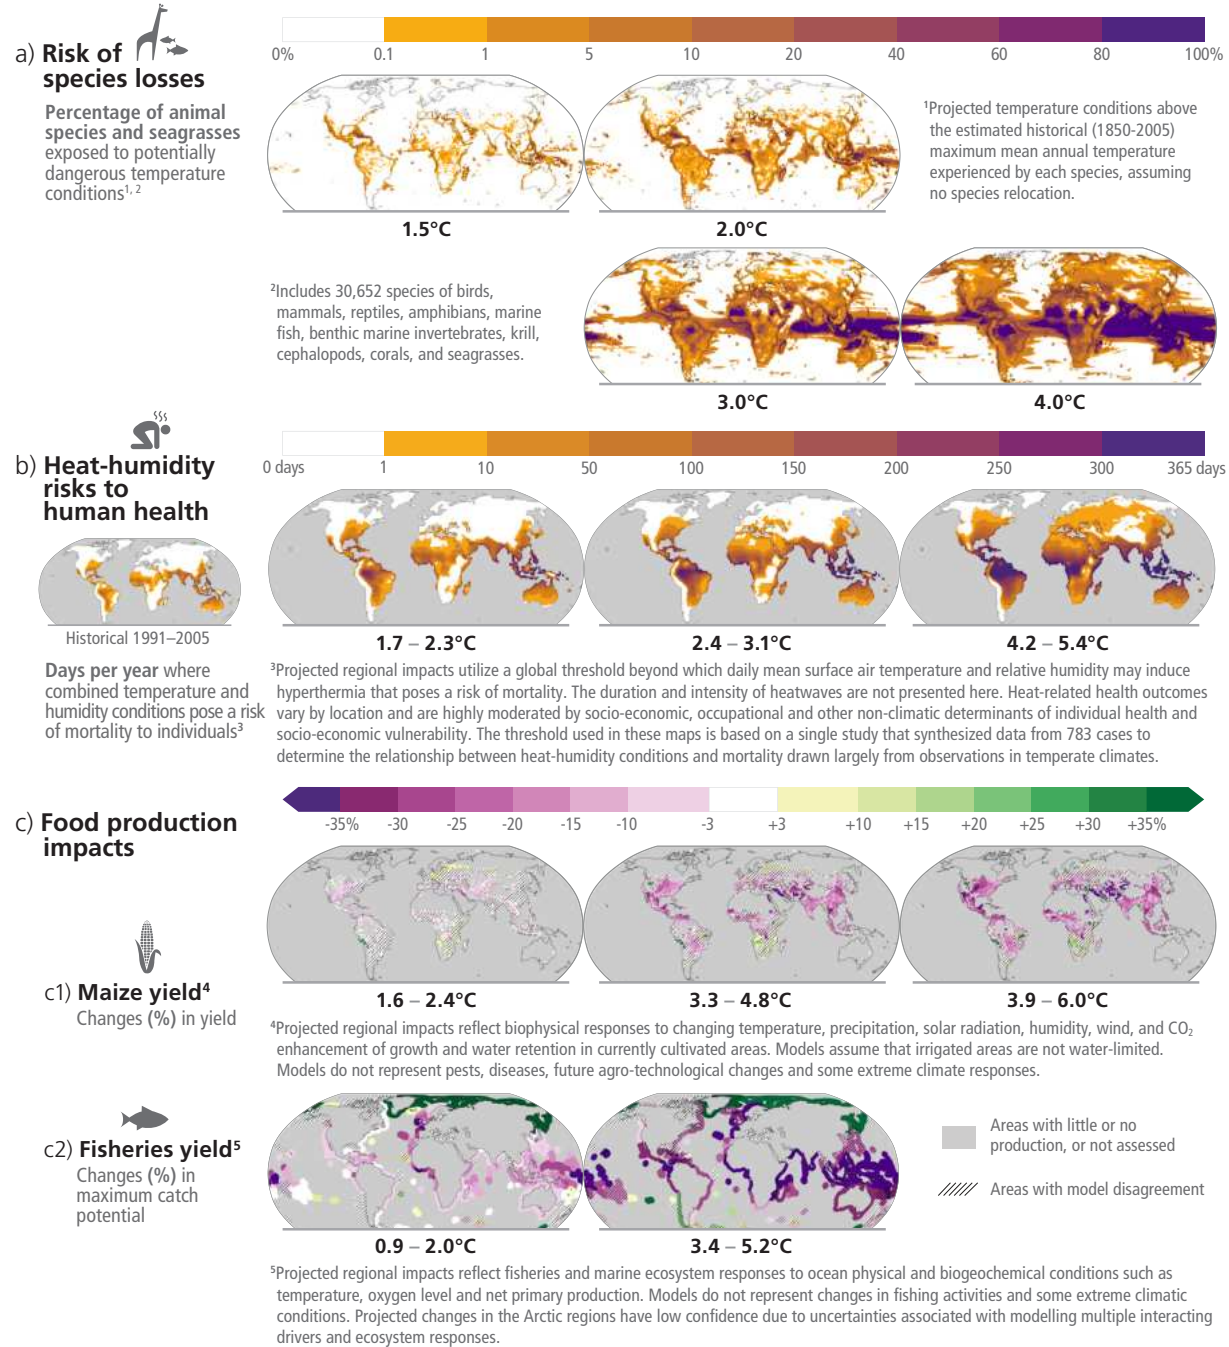 a) Risk of
species losses
Percentage of animal
species and seagrasses
exposed to potentially
dangerous temperature
conditions¹, ²
0% 0.1 1 5 10 20 40 60 80 100%
¹Projected temperature conditions above
the estimated historical (1850-2005)
maximum mean annual temperature
experienced by each species, assuming
no species relocation.
1.5°C 2.0°C
²Includes 30,652 species of birds,
mammals, reptiles, amphibians, marine
fish, benthic marine invertebrates, krill,
cephalopods, corals, and seagrasses.
3.0°C 4.0°C
b) Heat-humidity
risks to
human health
0 days 1 10 50 100 150 200 250 300 365 days
Historical 1991–2005
1.7 – 2.3°C 2.4 – 3.1°C 4.2 – 5.4°C
Days per year where
combined temperature and
humidity conditions pose a risk
of mortality to individuals³
³Projected regional impacts utilize a global threshold beyond which daily mean surface air temperature and relative humidity may induce
hyperthermia that poses a risk of mortality. The duration and intensity of heatwaves are not presented here. Heat-related health outcomes
vary by location and are highly moderated by socio-economic, occupational and other non-climatic determinants of individual health and
socio-economic vulnerability. The threshold used in these maps is based on a single study that synthesized data from 783 cases to
determine the relationship between heat-humidity conditions and mortality drawn largely from observations in temperate climates.
c) Food production
impacts
-35% -30 -25 -20 -15 -10 -3 +3 +10 +15 +20 +25 +30 +35%
c1) Maize yield⁴
Changes (%) in yield
1.6 – 2.4°C 3.3 – 4.8°C 3.9 – 6.0°C
⁴Projected regional impacts reflect biophysical responses to changing temperature, precipitation, solar radiation, humidity, wind, and CO₂
enhancement of growth and water retention in currently cultivated areas. Models assume that irrigated areas are not water-limited.
Models do not represent pests, diseases, future agro-technological changes and some extreme climate responses.
c2) Fisheries yield⁵
Changes (%) in
maximum catch
potential
Areas with little or no
production, or not assessed
Areas with model disagreement
0.9 – 2.0°C 3.4 – 5.2°C
⁵Projected regional impacts reflect fisheries and marine ecosystem responses to ocean physical and biogeochemical conditions such as
temperature, oxygen level and net primary production. Models do not represent changes in fishing activities and some extreme climatic
conditions. Projected changes in the Arctic regions have low confidence due to uncertainties associated with modelling multiple interacting
drivers and ecosystem responses.